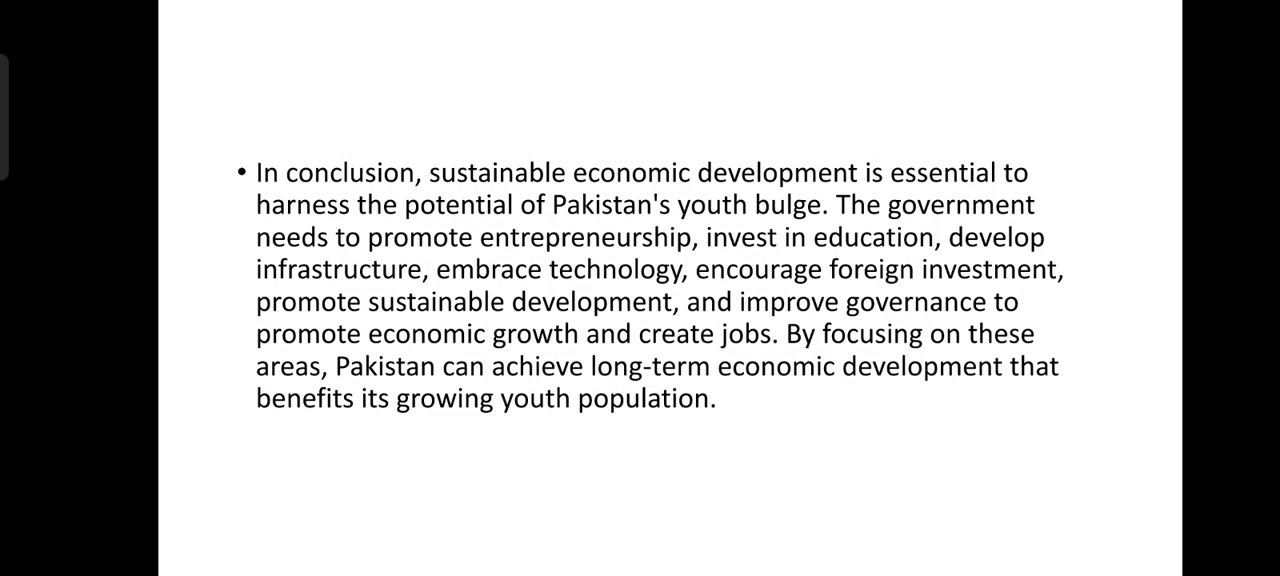 • In conclusion, sustainable economic development is essential to
harness the potential of Pakistan's youth bulge. The government
needs to promote entrepreneurship, invest in education, develop
infrastructure, embrace technology, encourage foreign investment,
promote sustainable development, and improve governance to
promote economic growth and create jobs. By focusing on these
areas, Pakistan can achieve long-term economic development that
benefits its growing youth population.